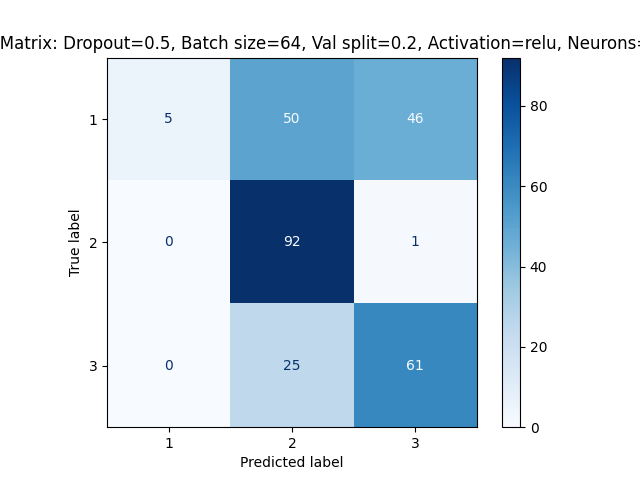 Matrix: Dropout=0.5, Batch size=64, Val split=0.2, Activation=relu, Neurons=
1 5 50 46
2 0 92 1
3 0 25 61
1 2 3
Predicted label
True label
80
60
40
20
0